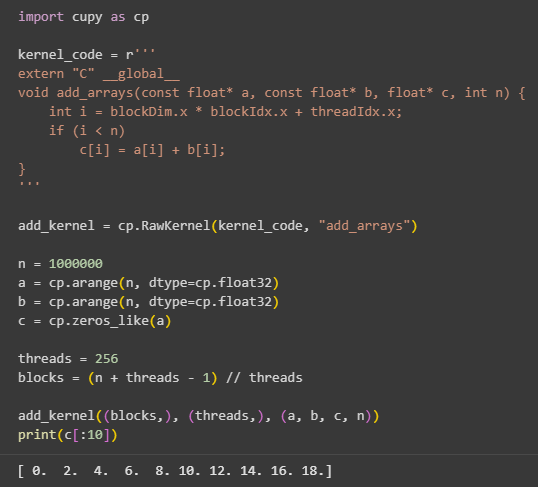 import cupy as cp

kernel_code = r'''
extern "C" __global__
void add_arrays(const float* a, const float* b, float* c, int n) {
    int i = blockDim.x * blockIdx.x + threadIdx.x;
    if (i < n)
        c[i] = a[i] + b[i];
}
'''

add_kernel = cp.RawKernel(kernel_code, "add_arrays")

n = 1000000
a = cp.arange(n, dtype=cp.float32)
b = cp.arange(n, dtype=cp.float32)
c = cp.zeros_like(a)

threads = 256
blocks = (n + threads - 1) // threads

add_kernel((blocks,), (threads,), (a, b, c, n))
print(c[:10])
[ 0.  2.  4.  6.  8. 10. 12. 14. 16. 18.]